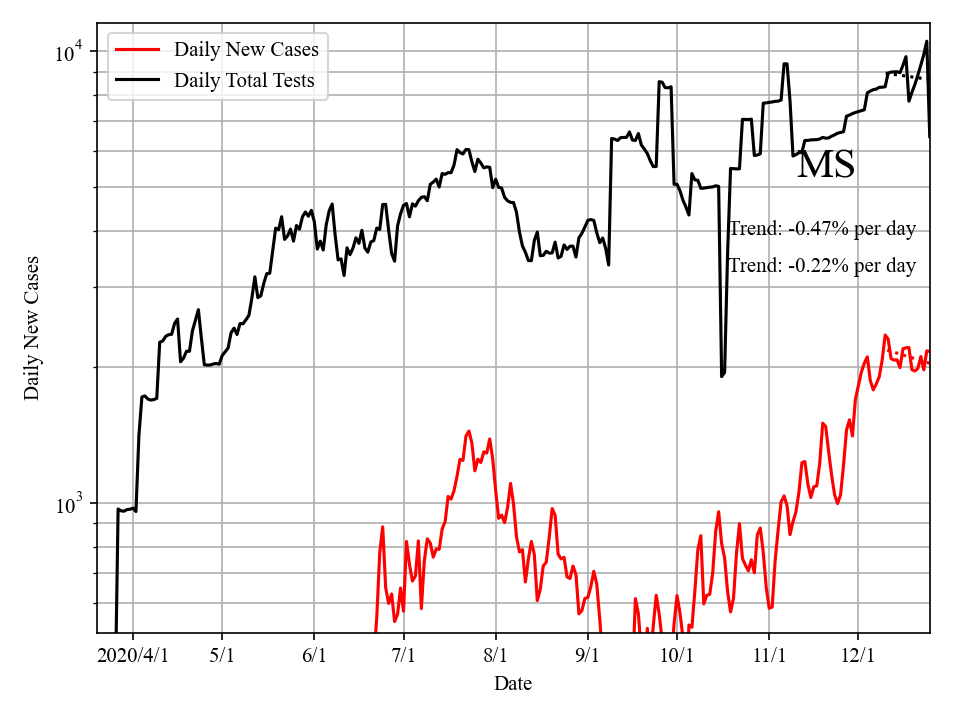 Daily New Cases
Daily Total Tests
10^4
MS
Trend: -0.47% per day
Trend: -0.22% per day
Daily New Cases
10^3
2020/4/1 5/1 6/1 7/1 8/1 9/1 10/1 11/1 12/1
Date